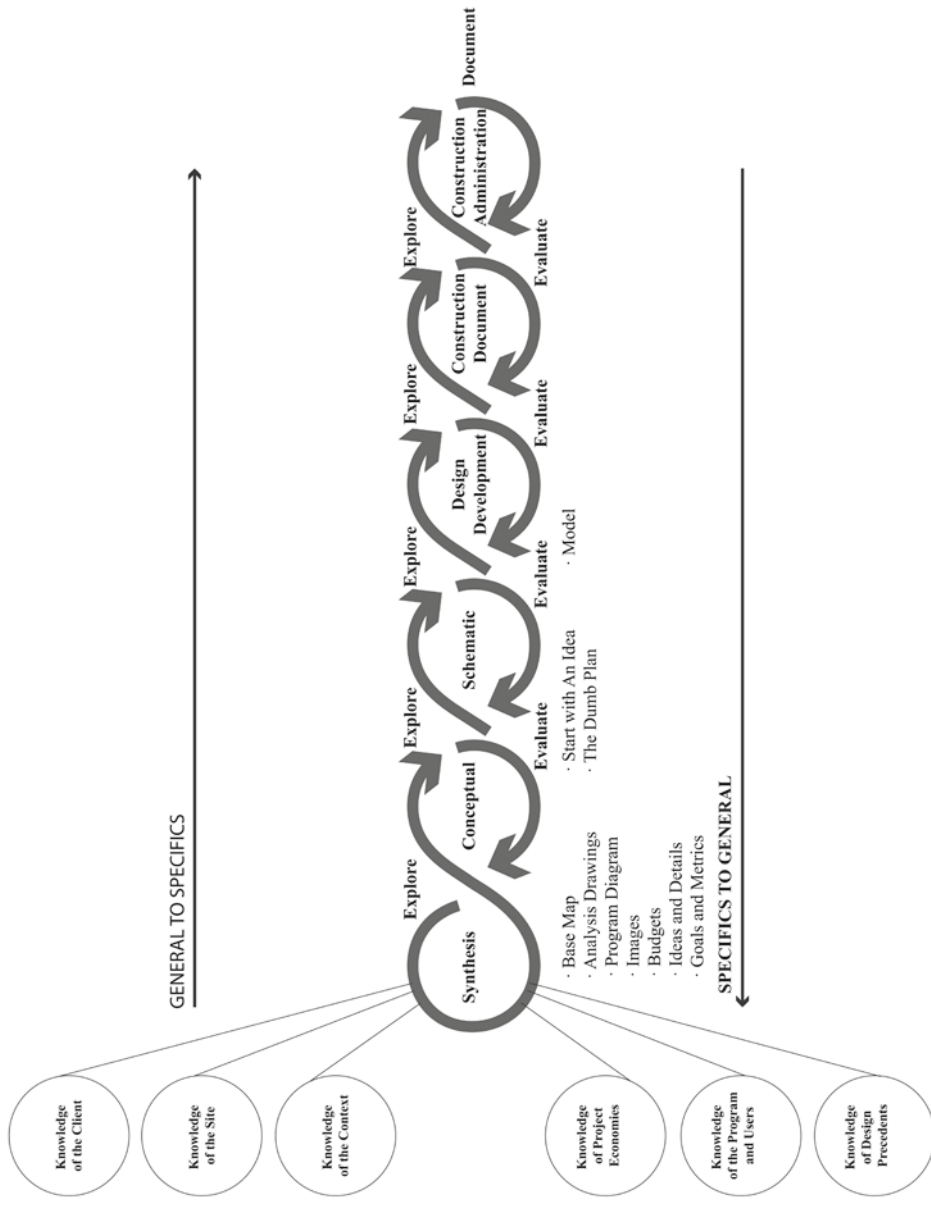 GENERAL TO SPECIFICS
Knowledge
of the Client
Knowledge
of the Site
Knowledge
of the Context
Knowledge
of Project
Economies
Knowledge
of the Program
and Users
Knowledge
of Design
Precedents
Explore
Explore
Explore
Explore
Explore
Synthesis
Conceptual
Schematic
Design
Development
Construction
Document
Construction
Administration
Document
Evaluate
Evaluate
Evaluate
Evaluate
· Base Map
· Analysis Drawings
· Program Diagram
· Images
· Budgets
· Ideas and Details
· Goals and Metrics
· Start with An Idea
· The Dumb Plan
· Model
SPECIFICS TO GENERAL